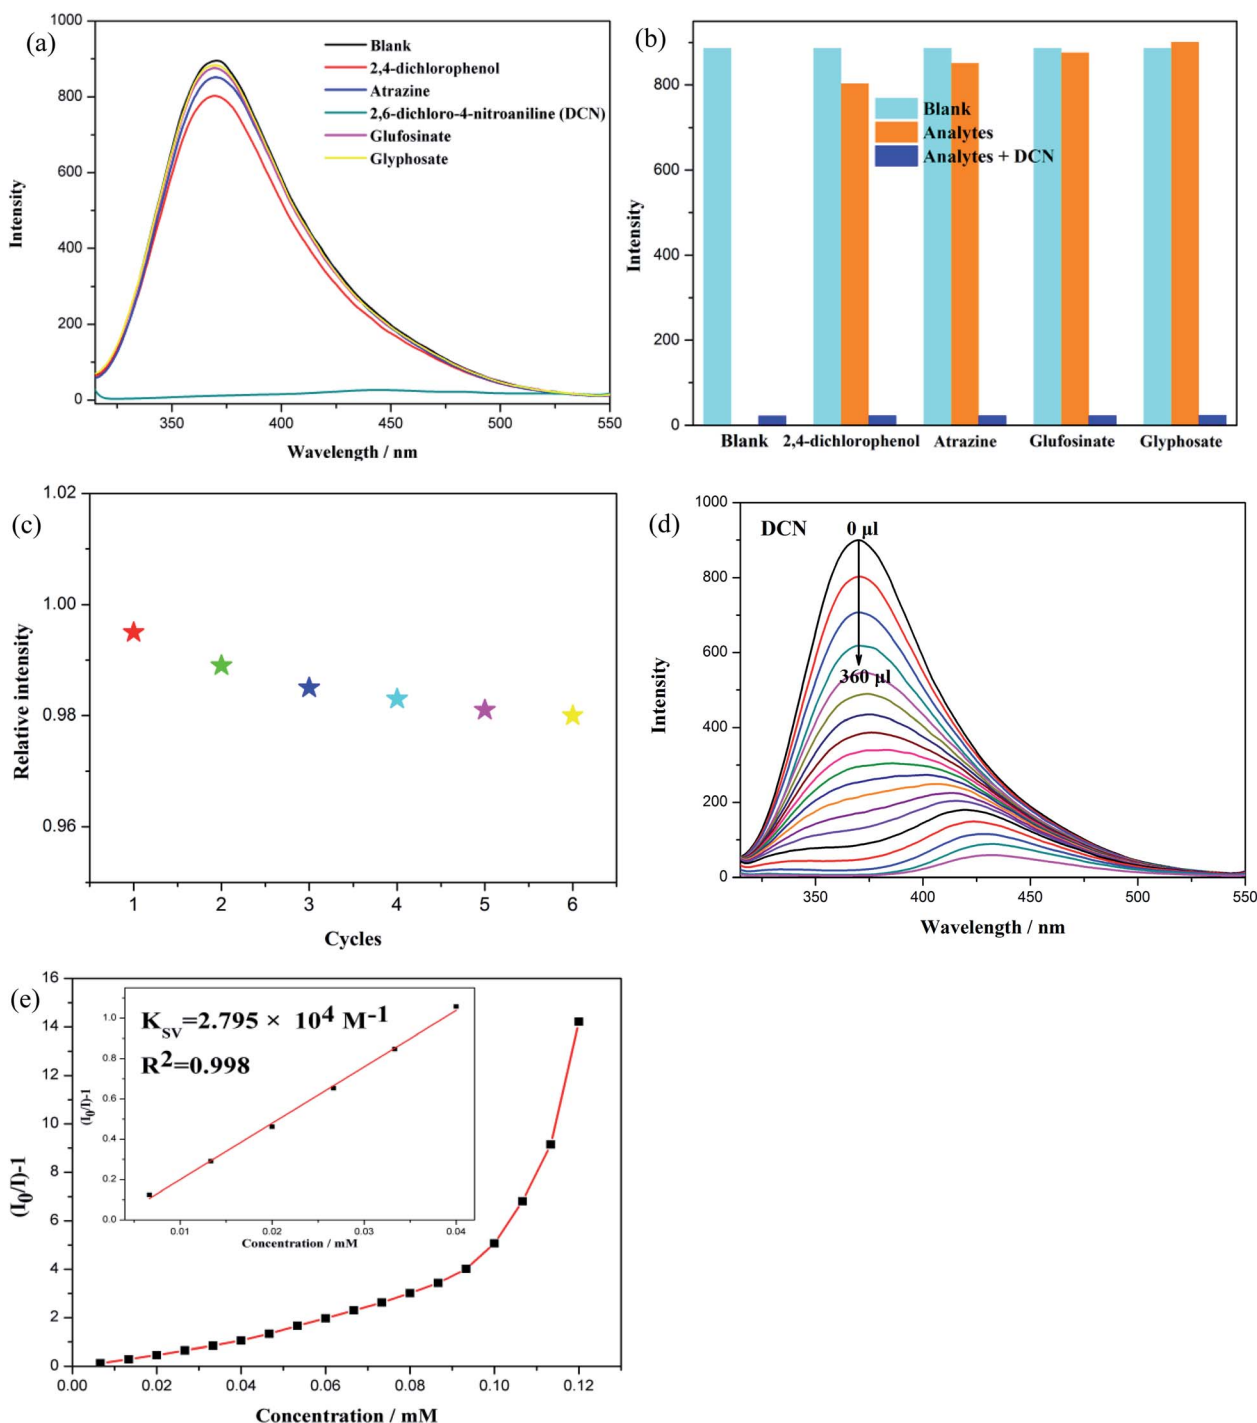 (a)
1000
800
600
400
200
0
Intensity
Blank
2,4-dichlorophenol
Atrazine
2,6-dichloro-4-nitroaniline (DCN)
Glufosinate
Glyphosate
350 400 450 500 550
Wavelength / nm
(b)
800
600
400
200
0
Intensity
Blank
Analytes
Analytes + DCN
Blank 2,4-dichlorophenol Atrazine Glufosinate Glyphosate
(c)
1.02
1.00
0.98
0.96
Relative intensity
1 2 3 4 5 6
Cycles
(d)
1000
800
600
400
200
0
Intensity
DCN 0 µl
360 µl
350 400 450 500 550
Wavelength / nm
(e)
16
14
12
10
8
6
4
2
0
(I0/I)-1
KSV=2.795 × 10^4 M^-1
R^2=0.998
1.0
0.8
0.6
0.4
0.2
0.0
(I0/I)-1
0.01 0.02 0.03 0.04
Concentration / mM
0.00 0.02 0.04 0.06 0.08 0.10 0.12
Concentration / mM